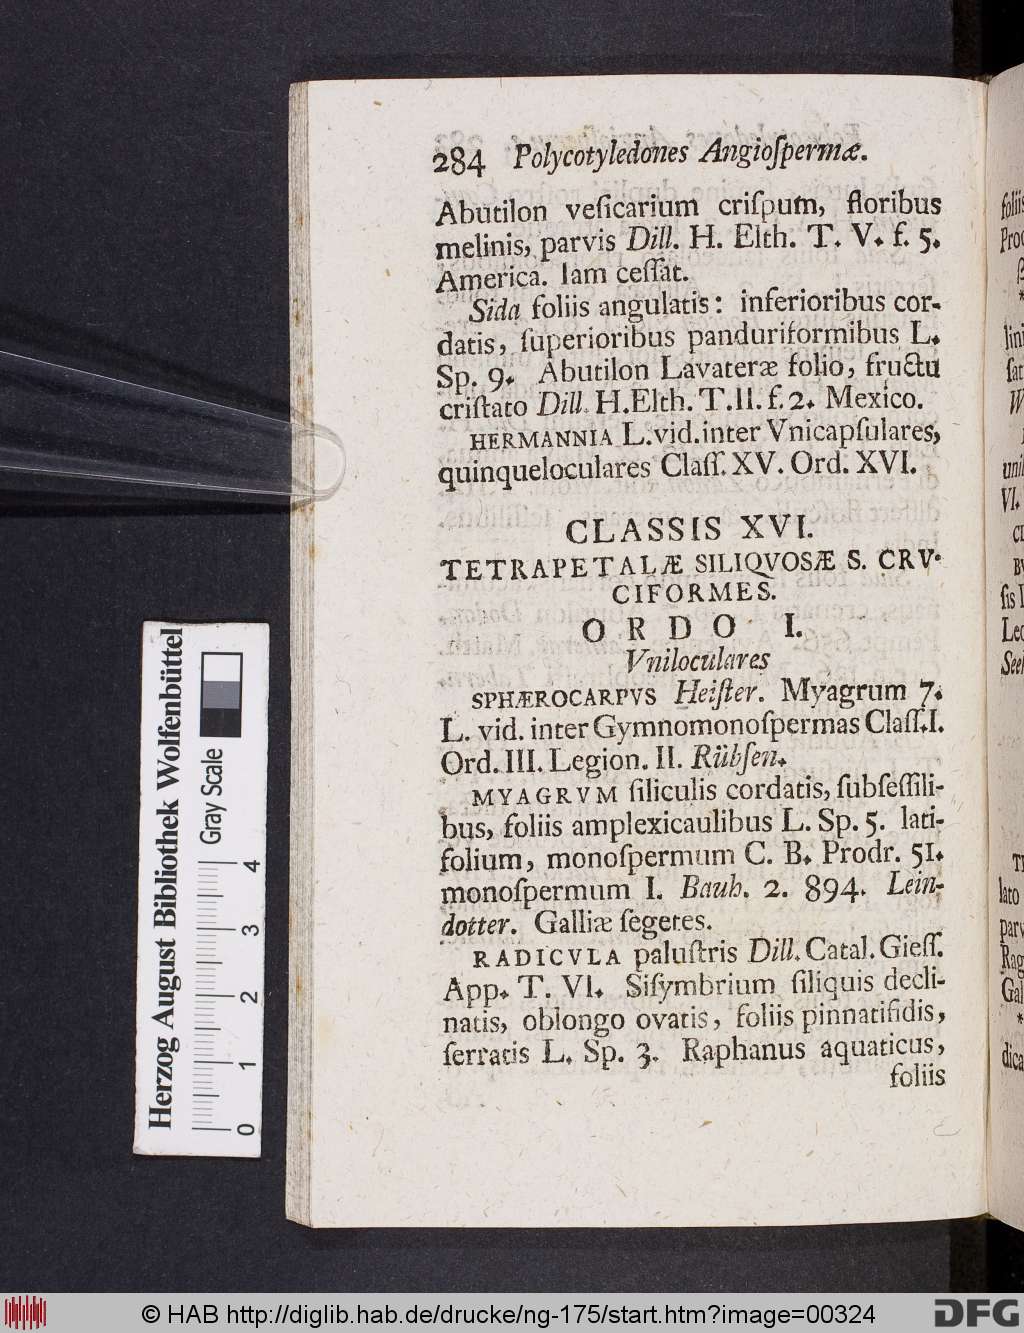 284 Polycotyledones Angioſpermæ.
Abutilon veſicarium criſpum, floribus
melinis, parvis Dill. H. Elth. T. V. f. 5.
America. Iam ceſſat.
Sida foliis angulatis: inferioribus cor-
datis, ſuperioribus panduriformibus L.
Sp. 9. Abutilon Lavateræ folio, fructu
criſtato Dill. H. Elth. T. II. f. 2. Mexico.
HERMANNIA L. vid. inter Vnicapſulares,
quinqueloculares Claſſ. XV. Ord. XVI.
CLASSIS XVI.
TETRAPETALÆ SILIQVOSÆ S. CRV-
CIFORMES.
ORDO I.
Vniloculares
SPHÆROCARPVS Heiſter. Myagrum 7.
L. vid. inter Gymnomonoſpermas Claſſ. I.
Ord. III. Legion. II. Rübſen.
MYAGRVM ſiliculis cordatis, ſubſeſſili-
bus, foliis amplexicaulibus L. Sp. 5. lati-
folium, monoſpermum C. B. Prodr. 51.
monoſpermum I. Bauh. 2. 894. Lein-
dotter. Galliæ ſegetes.
RADICVLA paluſtris Dill. Catal. Gieſſ.
App. T. VI. Siſymbrium ſiliquis decli-
natis, oblongo ovatis, foliis pinnatifidis,
ſerratis L. Sp. 3. Raphanus aquaticus,
foliis
Herzog August Bibliothek Wolfenbüttel
Gray Scale
0 1 2 3 4
© HAB http://diglib.hab.de/drucke/ng-175/start.htm?image=00324
DFG